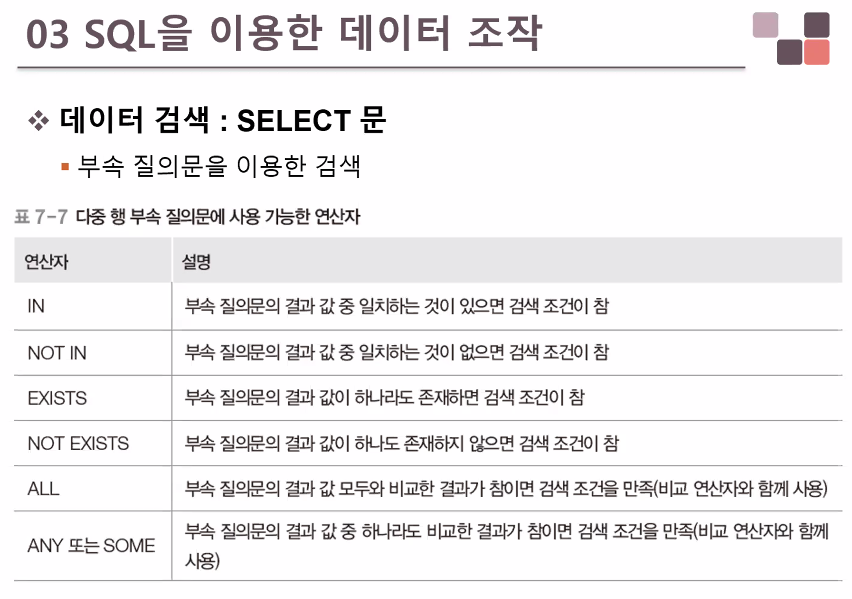 03 SQL을 이용한 데이터 조작
데이터 검색 : SELECT 문
부속 질의문을 이용한 검색
표 7-7 다중 행 부속 질의문에 사용 가능한 연산자
연산자 설명
IN 부속 질의문의 결과 값 중 일치하는 것이 있으면 검색 조건이 참
NOT IN 부속 질의문의 결과 값 중 일치하는 것이 없으면 검색 조건이 참
EXISTS 부속 질의문의 결과 값이 하나라도 존재하면 검색 조건이 참
NOT EXISTS 부속 질의문의 결과 값이 하나도 존재하지 않으면 검색 조건이 참
ALL 부속 질의문의 결과 값 모두와 비교한 결과가 참이면 검색 조건을 만족(비교 연산자와 함께 사용)
ANY 또는 SOME 부속 질의문의 결과 값 중 하나라도 비교한 결과가 참이면 검색 조건을 만족(비교 연산자와 함께
사용)